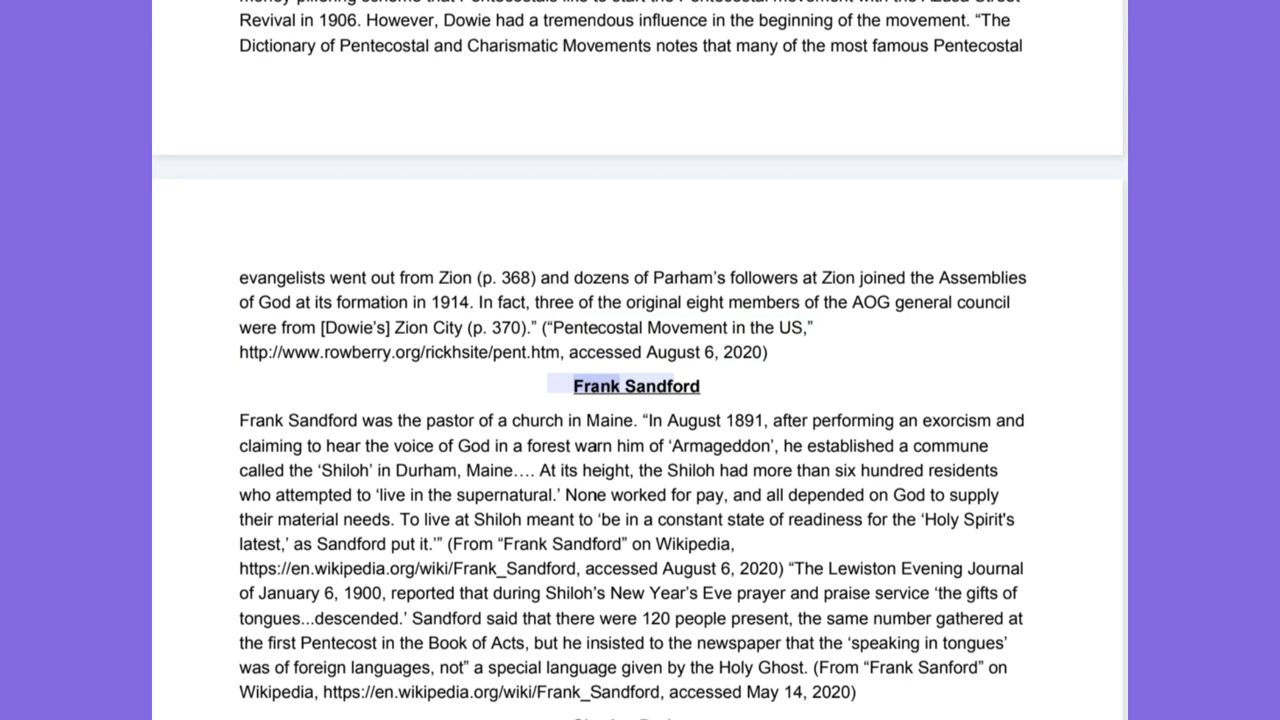 Revival in 1906. However, Dowie had a tremendous influence in the beginning of the movement. “The
Dictionary of Pentecostal and Charismatic Movements notes that many of the most famous Pentecostal
evangelists went out from Zion (p. 368) and dozens of Parham’s followers at Zion joined the Assemblies
of God at its formation in 1914. In fact, three of the original eight members of the AOG general council
were from [Dowie’s] Zion City (p. 370).” (“Pentecostal Movement in the US,”
http://www.rowberry.org/rickhsite/pent.htm, accessed August 6, 2020)
Frank Sandford
Frank Sandford was the pastor of a church in Maine. “In August 1891, after performing an exorcism and
claiming to hear the voice of God in a forest warn him of ‘Armageddon’, he established a commune
called the ‘Shiloh’ in Durham, Maine…. At its height, the Shiloh had more than six hundred residents
who attempted to ‘live in the supernatural.’ None worked for pay, and all depended on God to supply
their material needs. To live at Shiloh meant to ‘be in a constant state of readiness for the ‘Holy Spirit's
latest,’ as Sandford put it.’” (From “Frank Sandford” on Wikipedia,
https://en.wikipedia.org/wiki/Frank_Sandford, accessed August 6, 2020) “The Lewiston Evening Journal
of January 6, 1900, reported that during Shiloh’s New Year’s Eve prayer and praise service ‘the gifts of
tongues...descended.’ Sandford said that there were 120 people present, the same number gathered at
the first Pentecost in the Book of Acts, but he insisted to the newspaper that the ‘speaking in tongues’
was of foreign languages, not” a special language given by the Holy Ghost. (From “Frank Sanford” on
Wikipedia, https://en.wikipedia.org/wiki/Frank_Sandford, accessed May 14, 2020)